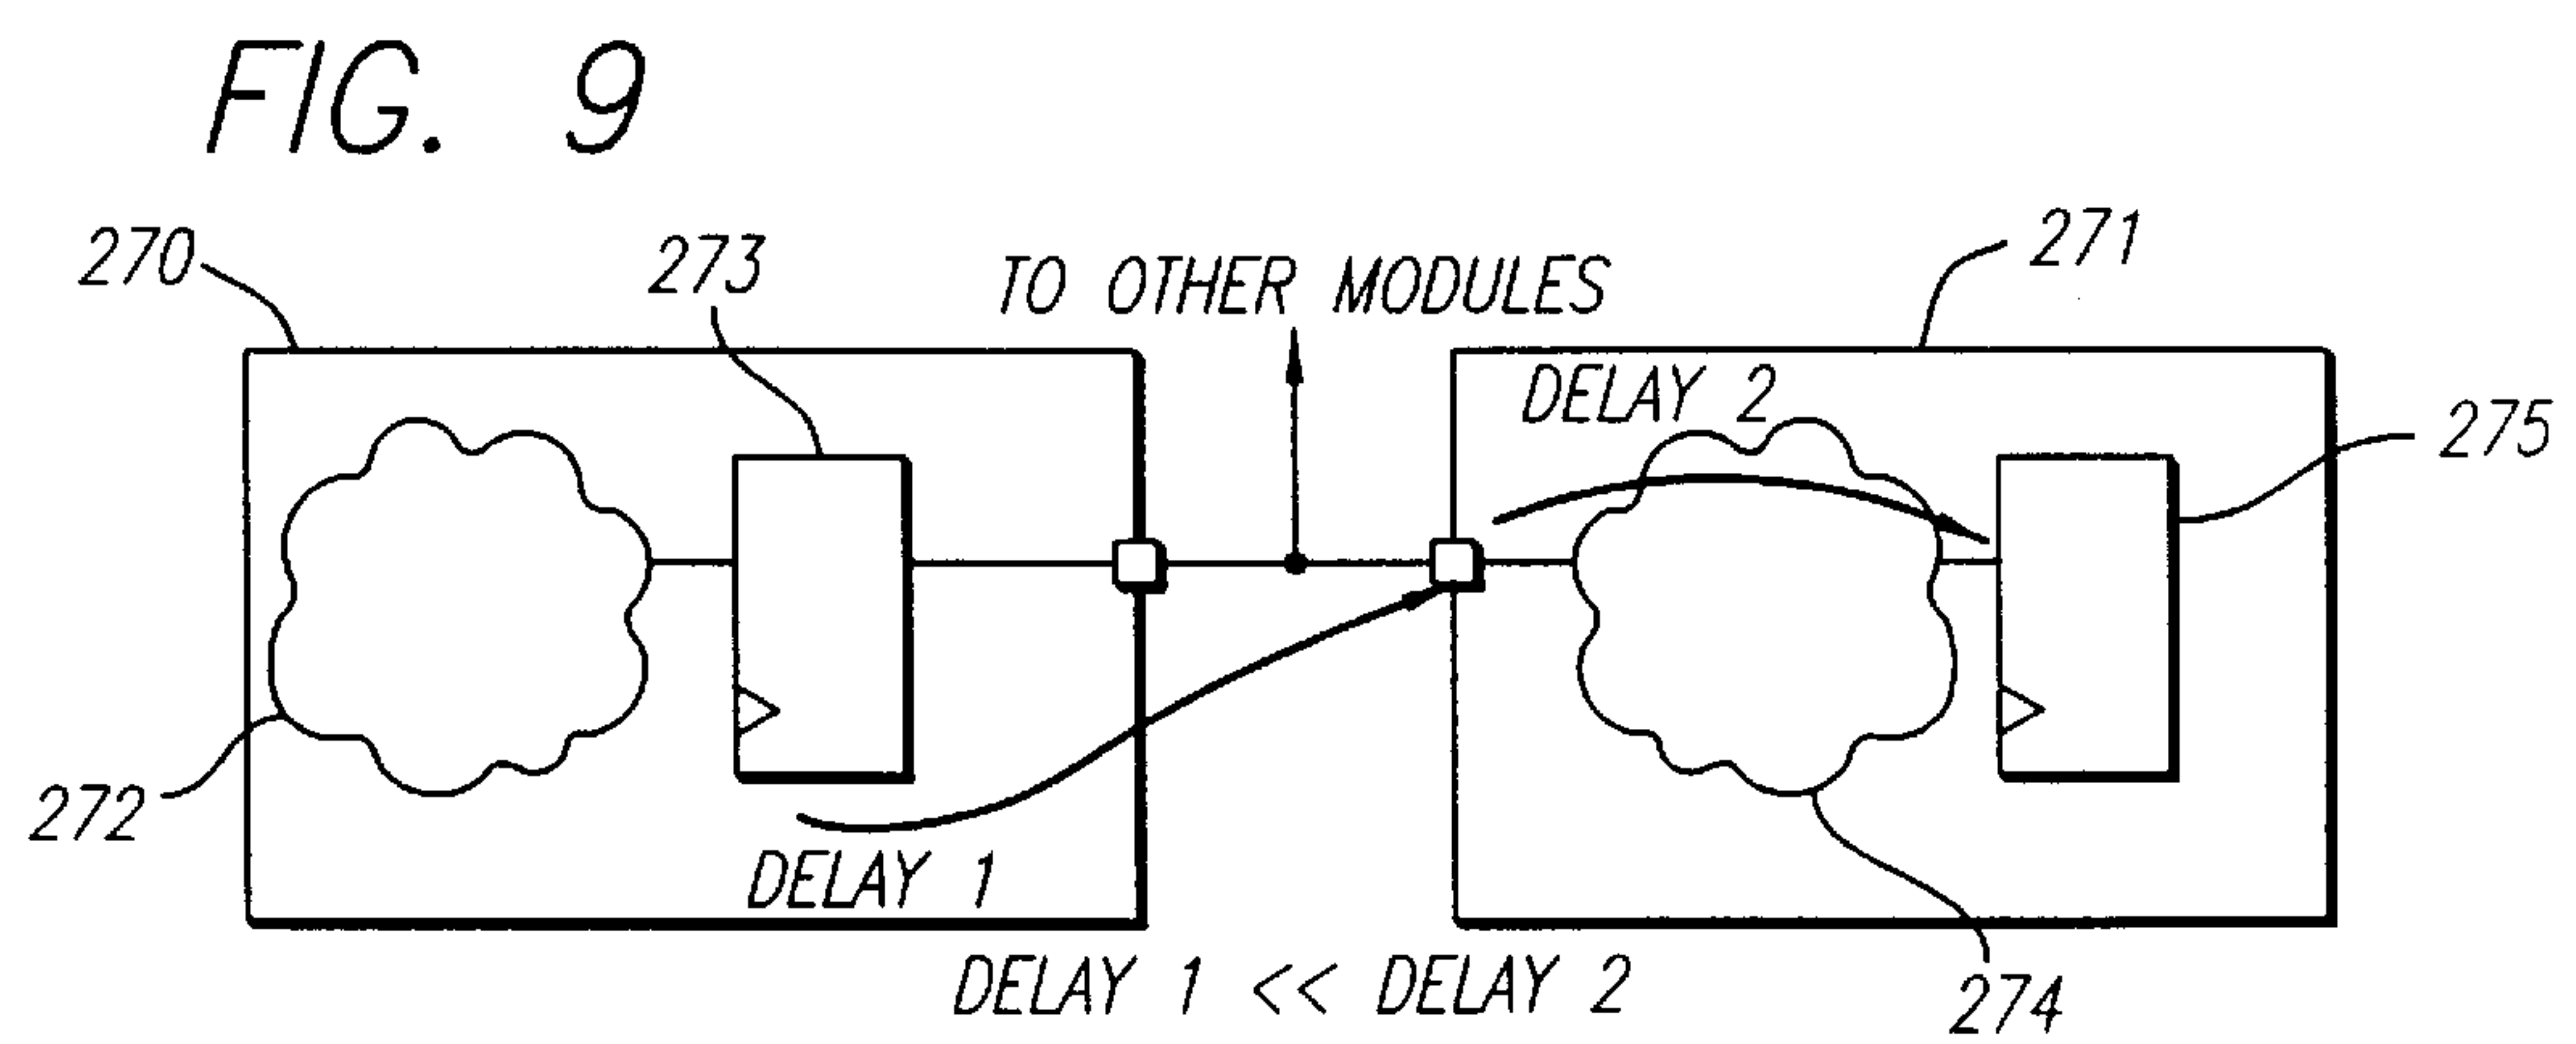 FIG. 9
270
273
TO OTHER MODULES
271
DELAY 2
275
272
DELAY 1
DELAY 1 << DELAY 2
274